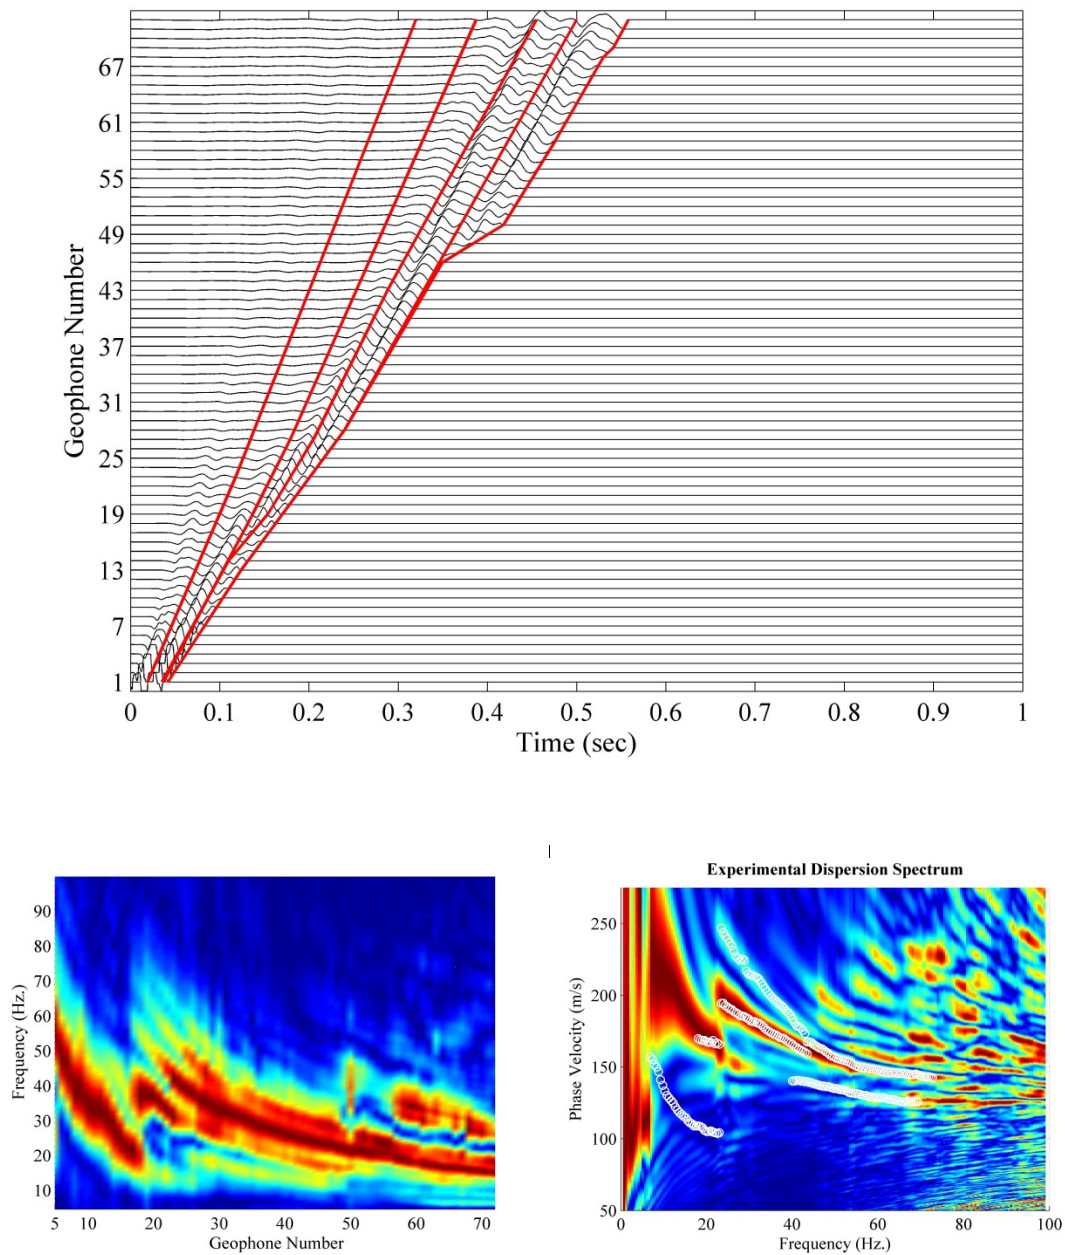 67
61
55
49
43
37
31
25
19
13
7
1
Geophone Number
0 0.1 0.2 0.3 0.4 0.5 0.6 0.7 0.8 0.9 1
Time (sec)
90
80
70
60
50
40
30
20
10
Frequency (Hz.)
5 10 20 30 40 50 60 70
Geophone Number
Experimental Dispersion Spectrum
250
200
150
100
50
Phase Velocity (m/s)
0 20 40 60 80 100
Frequency (Hz.)